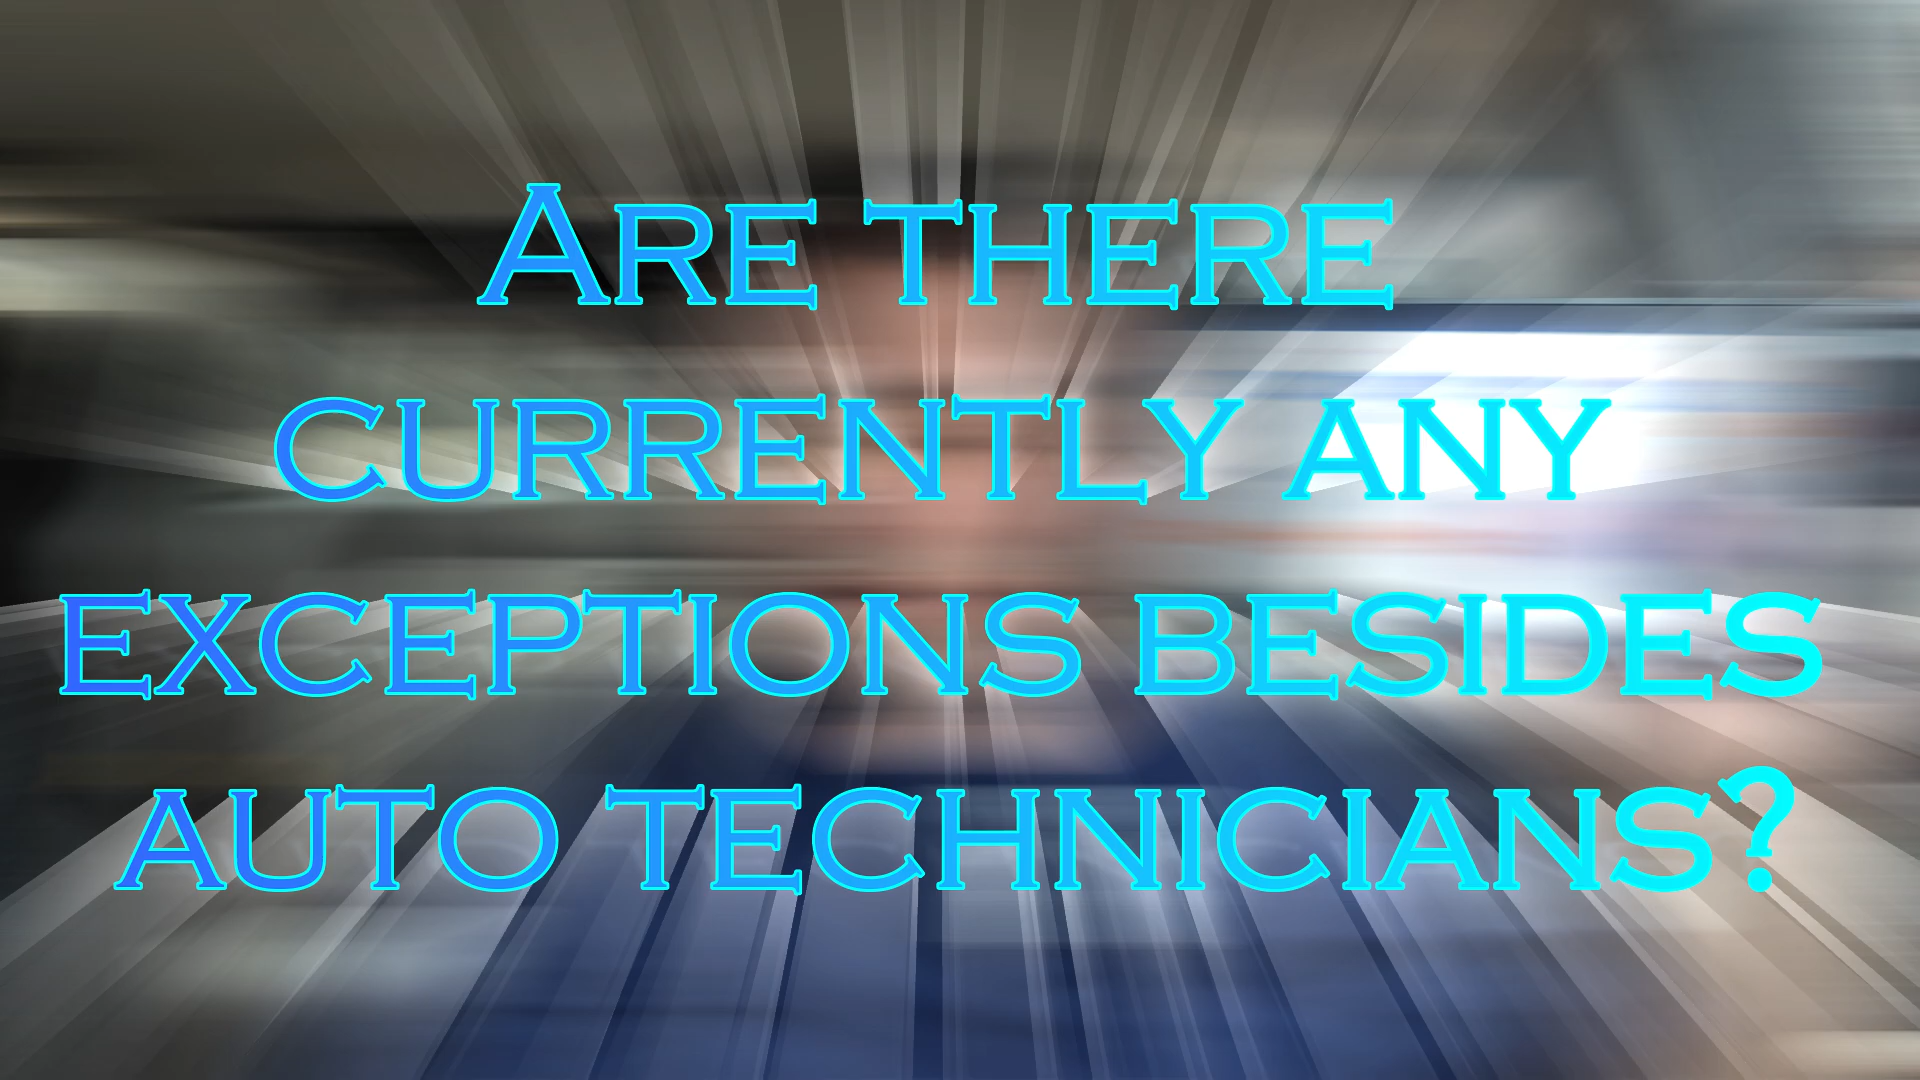 Are there
currently any
exceptions besides
auto technicians?